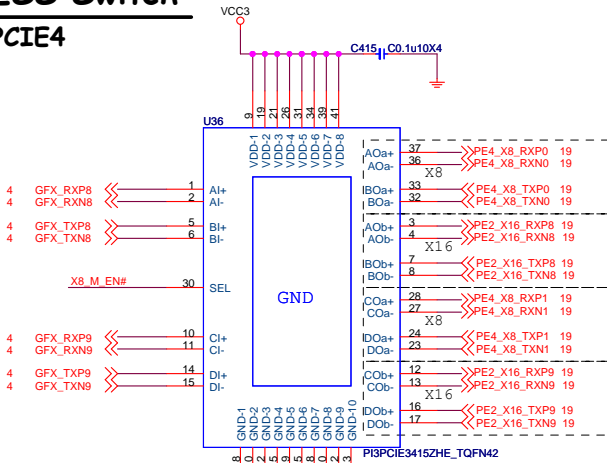 PCIE4
VCC3
C415 C0.1u10X4
U36
9 19 21 26 31 34 39 41
VDD-1 VDD-2 VDD-3 VDD-4 VDD-5 VDD-6 VDD-7 VDD-8
4 GFX_RXP8 1 AI+
4 GFX_RXN8 2 AI-
4 GFX_TXP8 5 BI+
4 GFX_TXN8 6 BI-
X8_M_EN# 30 SEL
4 GFX_RXP9 10 CI+
4 GFX_RXN9 11 CI-
4 GFX_TXP9 14 DI+
4 GFX_TXN9 15 DI-
GND
AOa+ 37 PE4_X8_RXP0 19
AOa- 36 PE4_X8_RXN0 19
X8
BOa+ 33 PE4_X8_TXP0 19
BOa- 32 PE4_X8_TXN0 19
AOb+ 3 PE2_X16_RXP8 19
AOb- 4 PE2_X16_RXN8 19
X16
BOb+ 7 PE2_X16_TXP8 19
BOb- 8 PE2_X16_TXN8 19
COa+ 28 PE4_X8_RXP1 19
COa- 27 PE4_X8_RXN1 19
X8
DOa+ 24 PE4_X8_TXP1 19
DOa- 23 PE4_X8_TXN1 19
COb+ 12 PE2_X16_RXP9 19
COb- 13 PE2_X16_RXN9 19
X16
DOb+ 16 PE2_X16_TXP9 19
DOb- 17 PE2_X16_TXN9 19
GND-1 GND-2 GND-3 GND-4 GND-5 GND-6 GND-7 GND-8 GND-9 GND-10
PI3PCIE3415ZHE_TQFN42